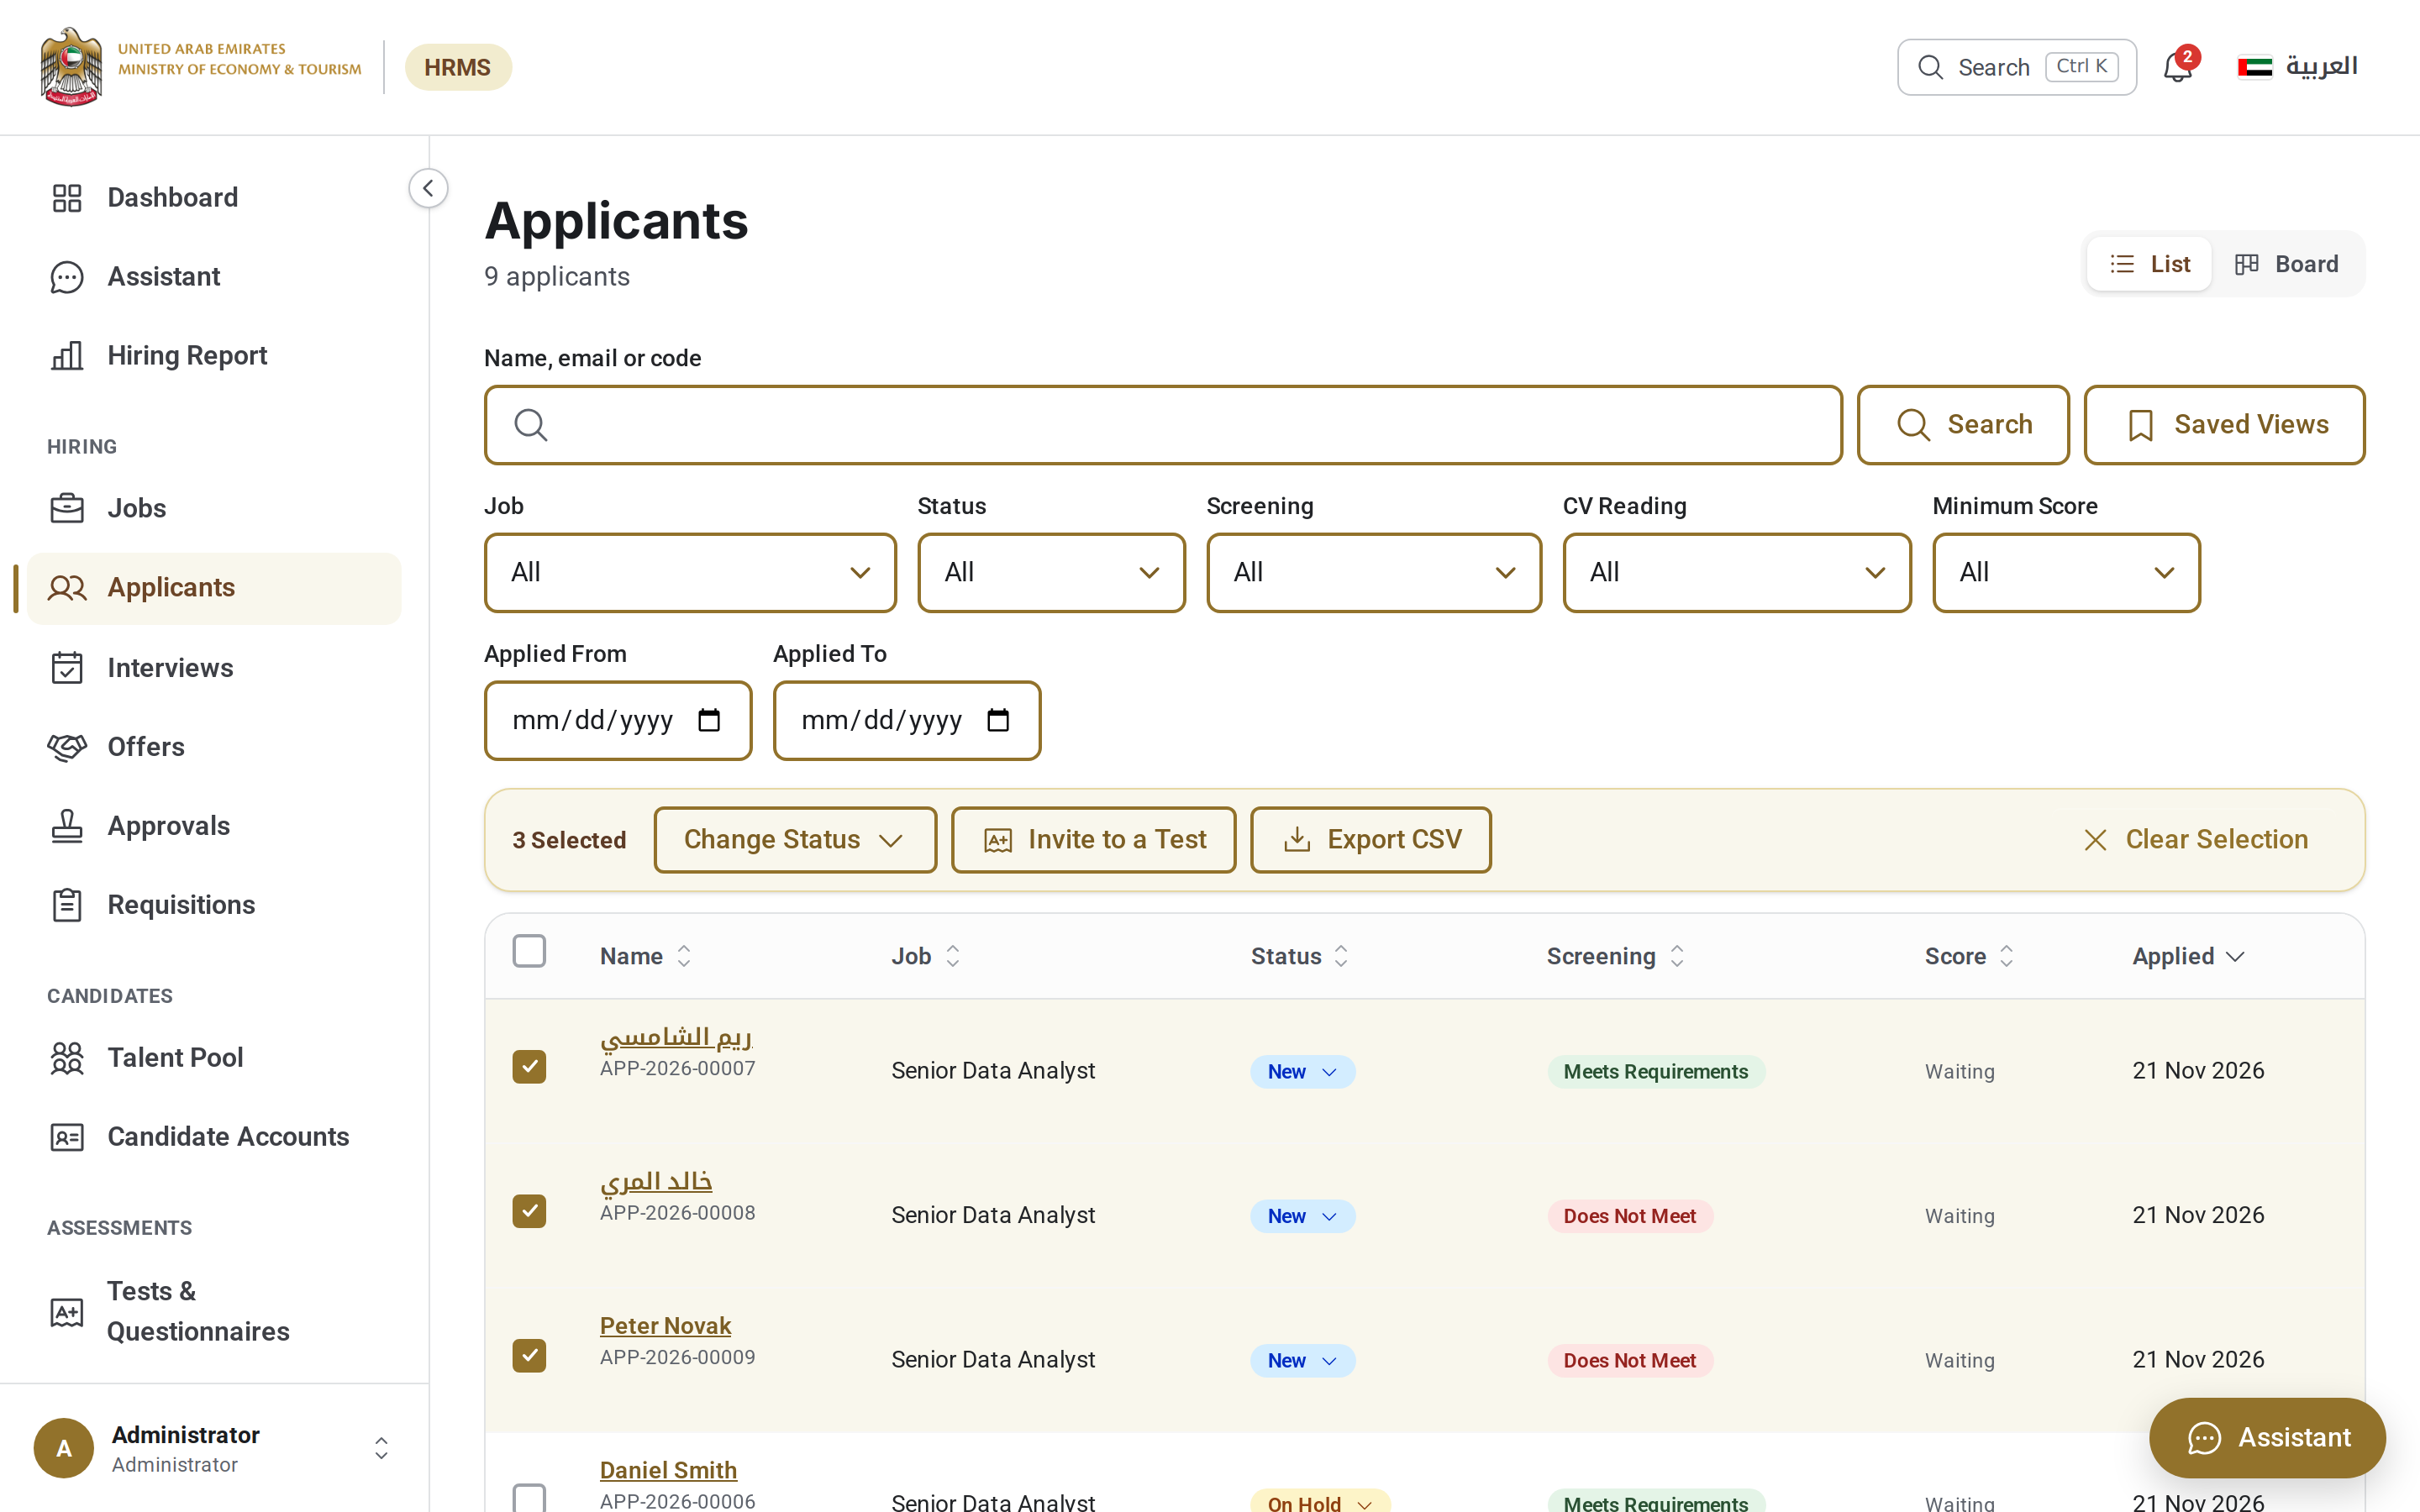 UNITED ARAB EMIRATES
MINISTRY OF ECONOMY & TOURISM
HRMS
Search Ctrl K
2
العربية
Dashboard
Assistant
Hiring Report
HIRING
Jobs
Applicants
Interviews
Offers
Approvals
Requisitions
CANDIDATES
Talent Pool
Candidate Accounts
ASSESSMENTS
Tests &
Questionnaires
A
Administrator
Administrator
Applicants
9 applicants
List Board
Name, email or code
Search Saved Views
Job Status Screening CV Reading Minimum Score
All All All All All
Applied From Applied To
mm/dd/yyyy mm/dd/yyyy
3 Selected Change Status Invite to a Test Export CSV Clear Selection
Name Job Status Screening Score Applied
ريم الشامسي
APP-2026-00007 Senior Data Analyst New Meets Requirements Waiting 21 Nov 2026
خالد المري
APP-2026-00008 Senior Data Analyst New Does Not Meet Waiting 21 Nov 2026
Peter Novak
APP-2026-00009 Senior Data Analyst New Does Not Meet Waiting 21 Nov 2026
Daniel Smith
APP-2026-00006 Senior Data Analyst On Hold Meets Requirements Waiting 21 Nov 2026
Assistant